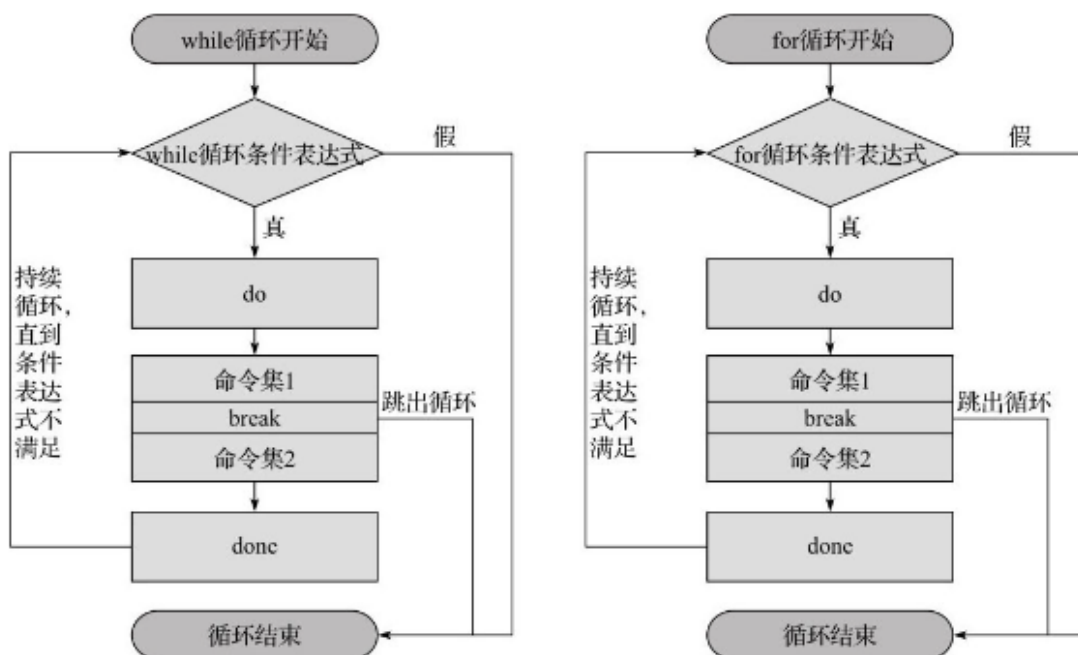 while循环开始
while循环条件表达式
假
真
持续
循环，
直到
条件
表达
式不
满足
do
命令集1
break
跳出循环
命令集2
done
循环结束
for循环开始
for循环条件表达式
假
真
持续
循环，
直到
条件
表达
式不
满足
do
命令集1
break
跳出循环
命令集2
done
循环结束